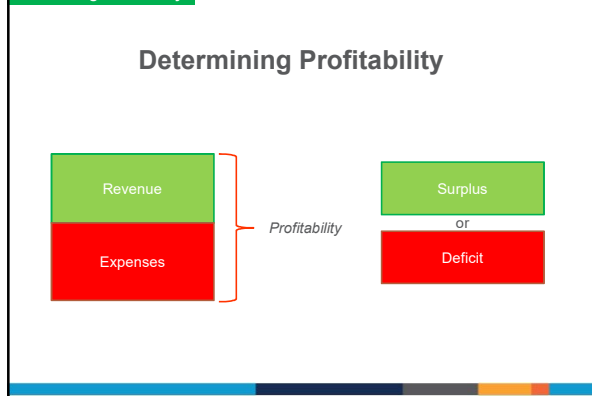 Determining Profitability
Revenue
Expenses
Profitability
Surplus
or
Deficit